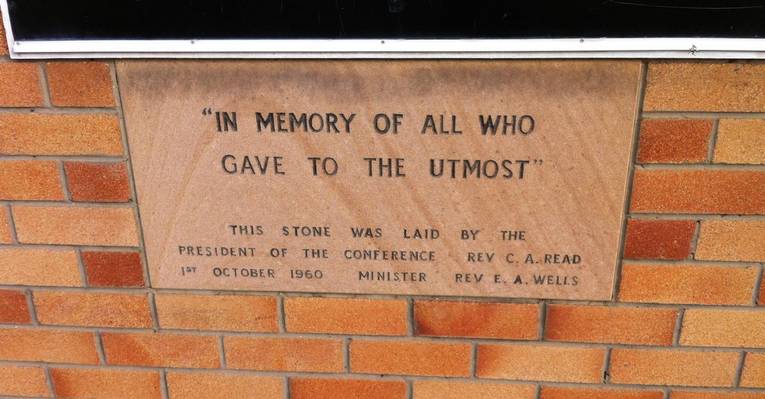 “IN MEMORY OF ALL WHO
GAVE TO THE UTMOST”
THIS STONE WAS LAID BY THE
PRESIDENT OF THE CONFERENCE REV C. A. READ
1ST OCTOBER 1960 MINISTER REV E. A. WELLS